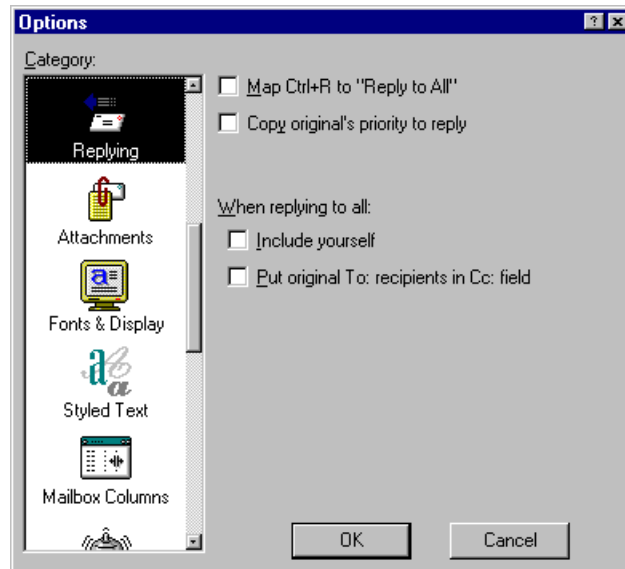 Options
Category:
Replying
Attachments
Fonts & Display
Styled Text
Mailbox Columns
Map Ctrl+R to "Reply to All"
Copy original's priority to reply
When replying to all:
Include yourself
Put original To: recipients in Cc: field
OK
Cancel